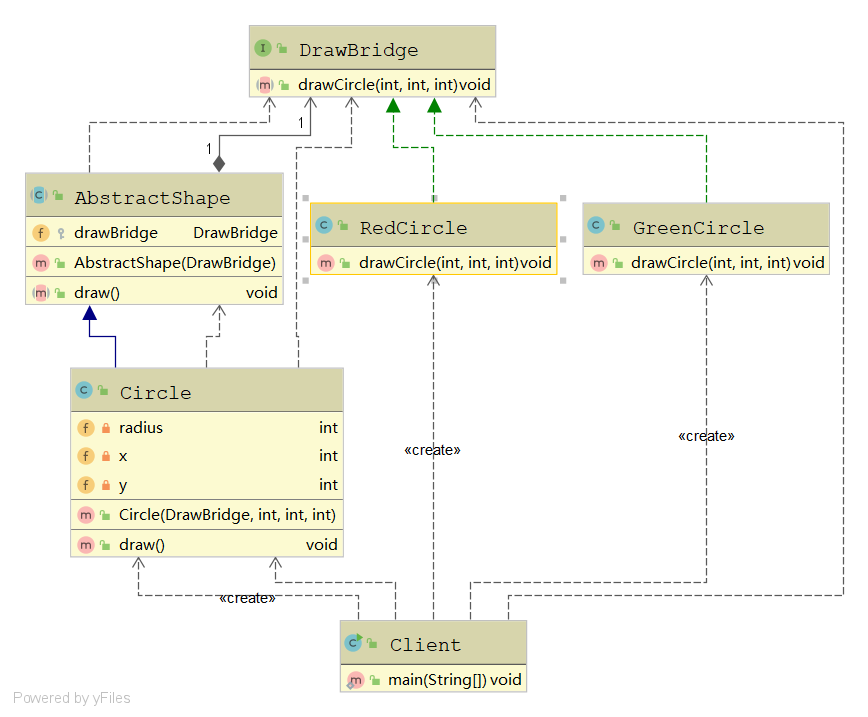 I DrawBridge
m drawCircle(int, int, int) void
1
1
C AbstractShape
f drawBridge DrawBridge
m AbstractShape(DrawBridge)
m draw() void
C RedCircle
m drawCircle(int, int, int) void
C GreenCircle
m drawCircle(int, int, int) void
C Circle
f radius int
f x int
f y int
m Circle(DrawBridge, int, int, int)
m draw() void
«create»
«create»
«create»
C Client
m main(String[]) void
Powered by yFiles